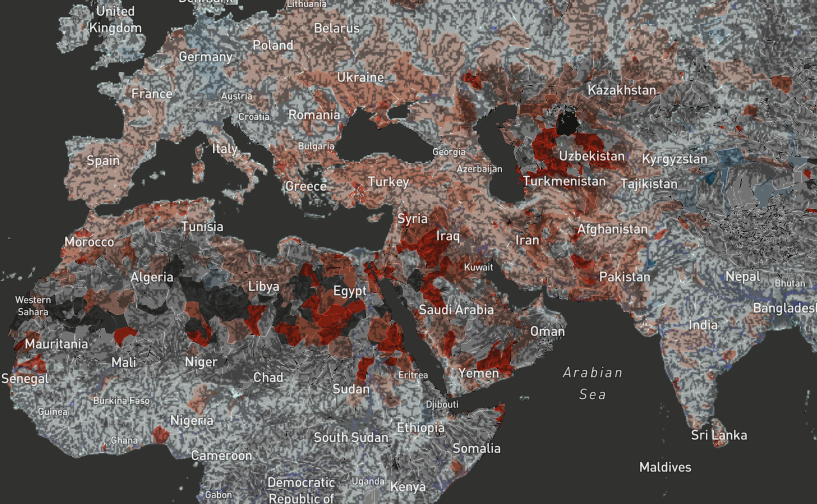 Lithuania
United
Kingdom
Belarus
Poland
Germany
Ukraine
France
Kazakhstan
Austria
Croatia
Romania
Italy
Bulgaria
Georgia
Uzbekistan
Kyrgyzstan
Spain
Azerbaijan
Greece
Turkey
Turkmenistan
Tajikistan
Syria
Tunisia
Morocco
Iraq
Iran
Afghanistan
Kuwait
Algeria
Libya
Egypt
Pakistan
Nepal
Bhutan
Western
Sahara
Saudi Arabia
Oman
India
Mauritania
Mali
Niger
Chad
Sudan
Eritrea
Yemen
Arabian
Sea
Senegal
Burkina Faso
Guinea
Djibouti
Nigeria
Ethiopia
Ghana
South Sudan
Somalia
Sri Lanka
Cameroon
Maldives
Democratic
Republic of
Uganda
Kenya
Gabon